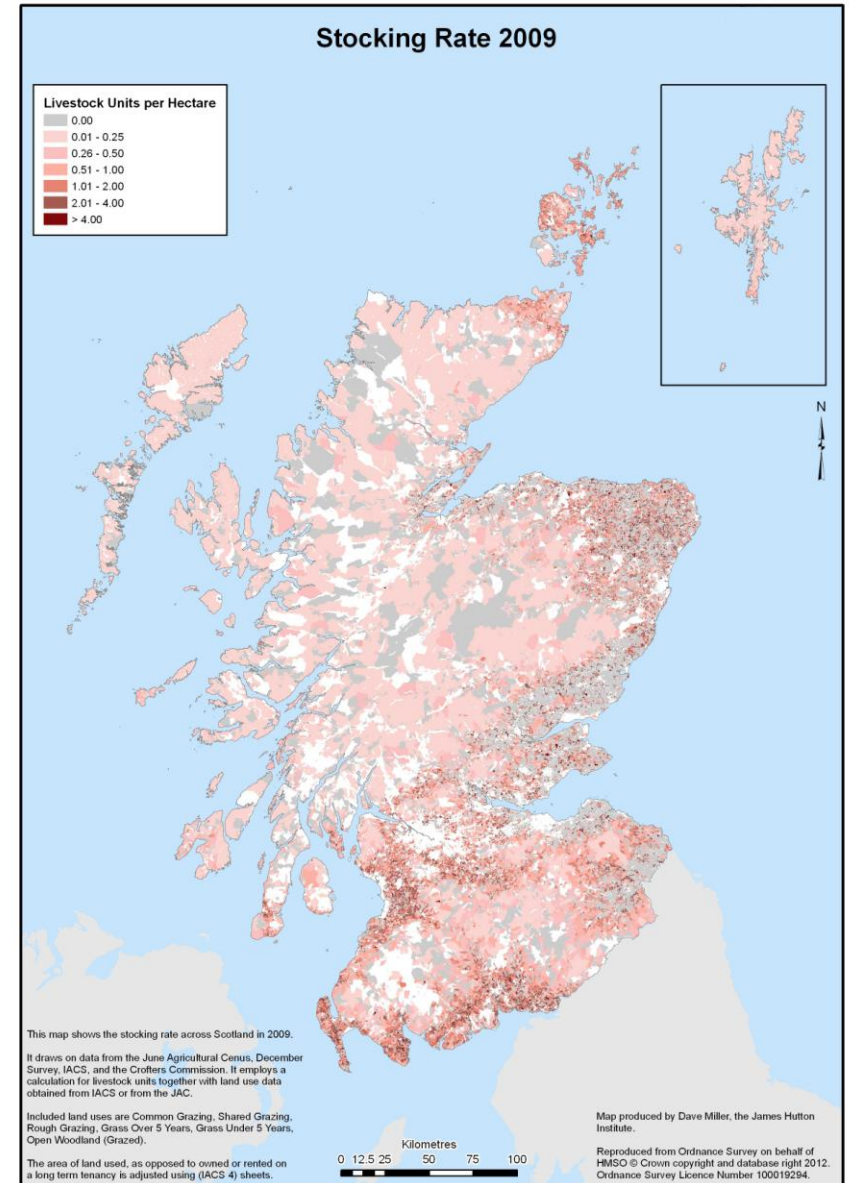 Stocking Rate 2009
Livestock Units per Hectare
0.00
0.01 - 0.25
0.26 - 0.50
0.51 - 1.00
1.01 - 2.00
2.01 - 4.00
> 4.00
N
This map shows the stocking rate across Scotland in 2009.
It draws on data from the June Agricultural Cenus, December
Survey, IACS, and the Crofters Commission. It employs a
calculation for livestock units together with land use data
obtained from IACS or from the JAC.
Included land uses are Common Grazing, Shared Grazing,
Rough Grazing, Grass Over 5 Years, Grass Under 5 Years,
Open Woodland (Grazed).
The area of land used, as opposed to owned or rented on
a long term tenancy is adjusted using (IACS 4) sheets.
Kilometres
0 12.5 25 50 75 100
Map produced by Dave Miller, the James Hutton
Institute.
Reproduced from Ordnance Survey on behalf of
HMSO © Crown copyright and database right 2012.
Ordnance Survey Licence Number 100019294.